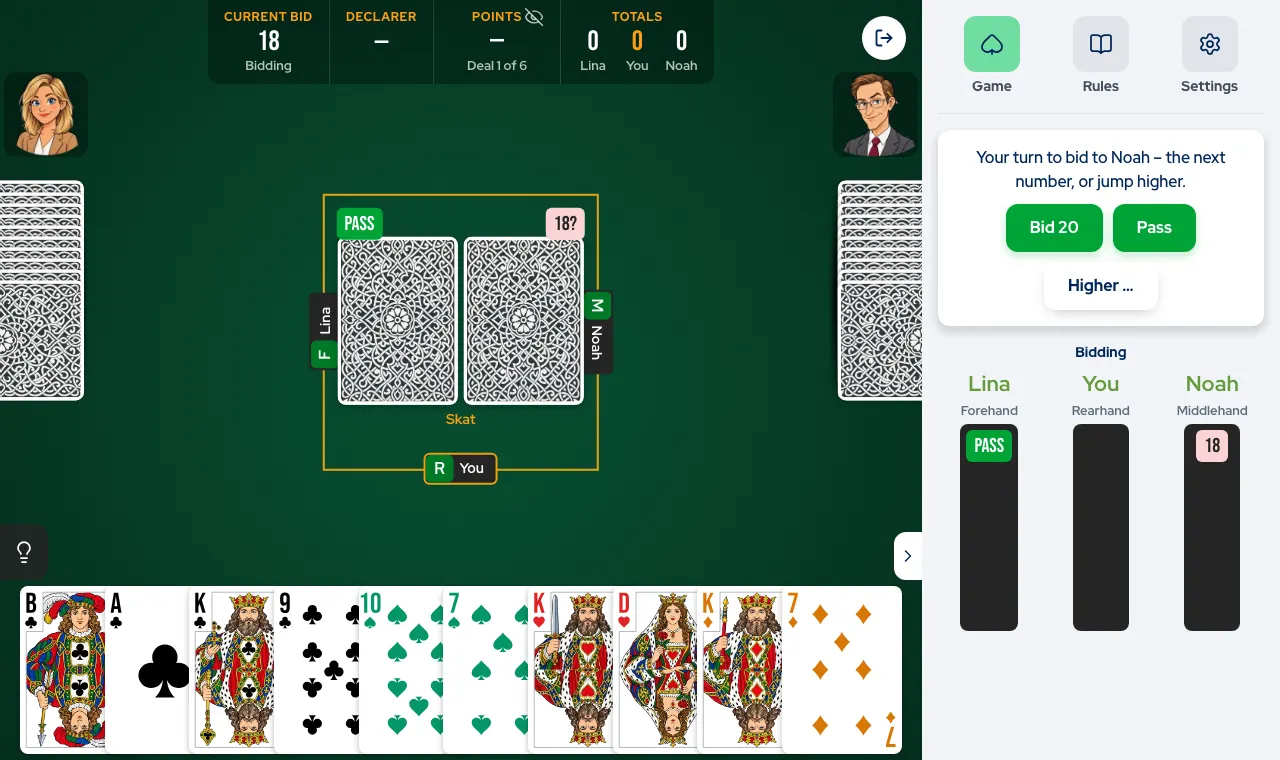 CURRENT BID
18
Bidding
DECLARER
–
POINTS
–
Deal 1 of 6
TOTALS
0 0 0
Lina You Noah
Game
Rules
Settings
Your turn to bid to Noah – the next
number, or jump higher.
Bid 20
Pass
Higher ...
Bidding
Lina
You
Noah
Forehand
Rearhand
Middlehand
PASS
18
PASS
18?
F Lina
M Noah
Skat
R You
B
A
K
9
10
7
K
D
K
7
7